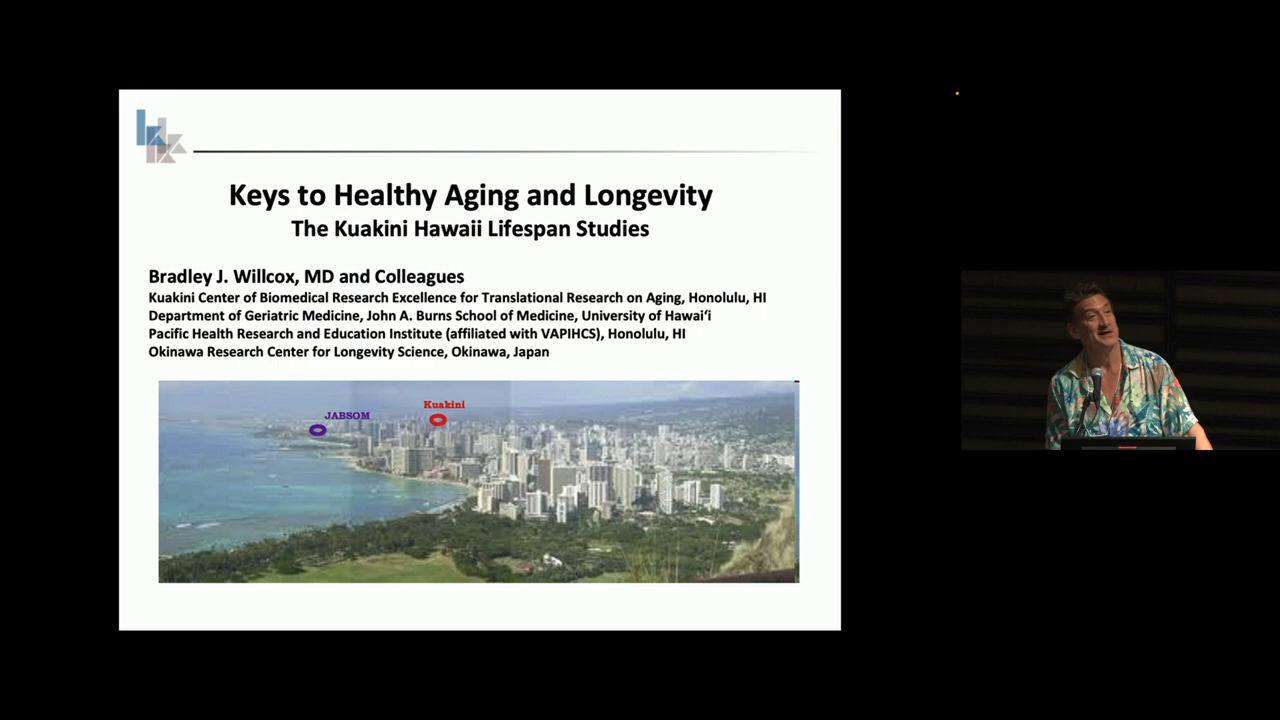 Keys to Healthy Aging and Longevity
The Kuakini Hawaii Lifespan Studies
Bradley J. Willcox, MD and Colleagues
Kuakini Center of Biomedical Research Excellence for Translational Research on Aging, Honolulu, HI
Department of Geriatric Medicine, John A. Burns School of Medicine, University of Hawaiʻi
Pacific Health Research and Education Institute (affiliated with VAPIHCS), Honolulu, HI
Okinawa Research Center for Longevity Science, Okinawa, Japan
Kuakini
JABSOM